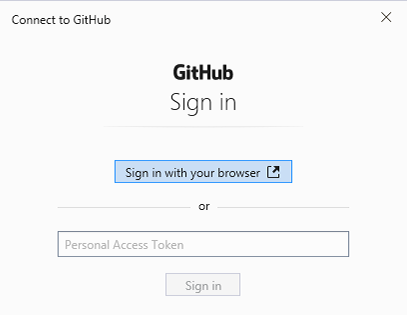 Connect to GitHub
GitHub
Sign in
Sign in with your browser
or
Personal Access Token
Sign in